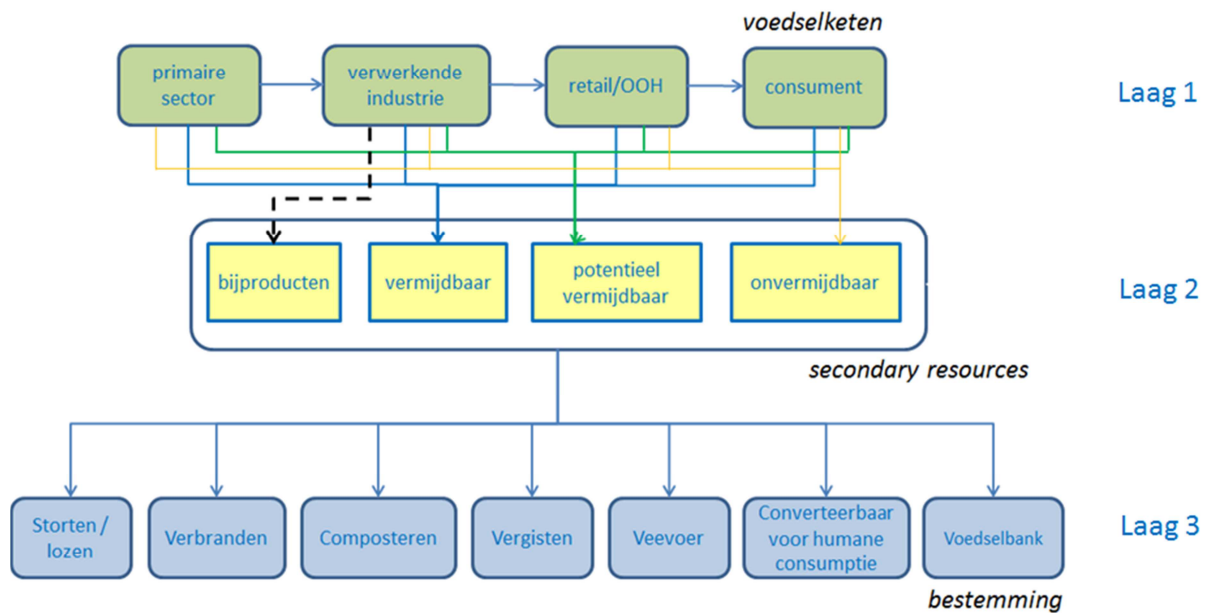 voedselketen
primaire
sector
verwerkende
industrie
retail/OOH
consument
Laag 1
bijproducten
vermijdbaar
potentieel
vermijdbaar
onvermijdbaar
Laag 2
secondary resources
Storten /
lozen
Verbranden
Composteren
Vergisten
Veevoer
Converteerbaar
voor humane
consumptie
Voedselbank
Laag 3
bestemming